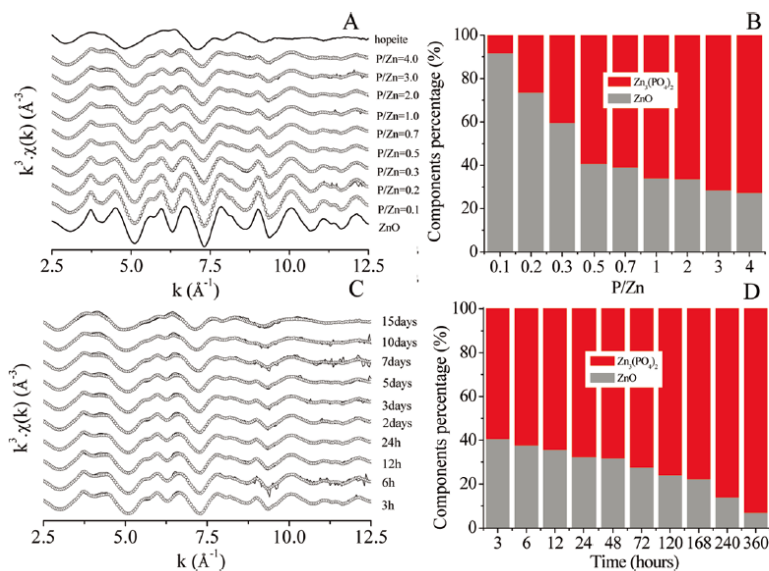 A
hopeite
P/Zn=4.0
P/Zn=3.0
P/Zn=2.0
P/Zn=1.0
P/Zn=0.7
P/Zn=0.5
P/Zn=0.3
P/Zn=0.2
P/Zn=0.1
ZnO
k³.χ(k) (Å⁻³)
2.5 5.0 7.5 10.0 12.5
k (Å⁻¹)
B
100
80
60
40
20
0
Components percentage (%)
Zn₃(PO₄)₂
ZnO
0.1 0.2 0.3 0.5 0.7 1 2 3 4
P/Zn
C
15days
10days
7days
5days
3days
2days
24h
12h
6h
3h
k³.χ(k) (Å⁻³)
2.5 5.0 7.5 10.0 12.5
k (Å⁻¹)
D
100
80
60
40
20
0
Components percentage (%)
Zn₃(PO₄)₂
ZnO
3 6 12 24 48 72 120 168 240 360
Time (hours)